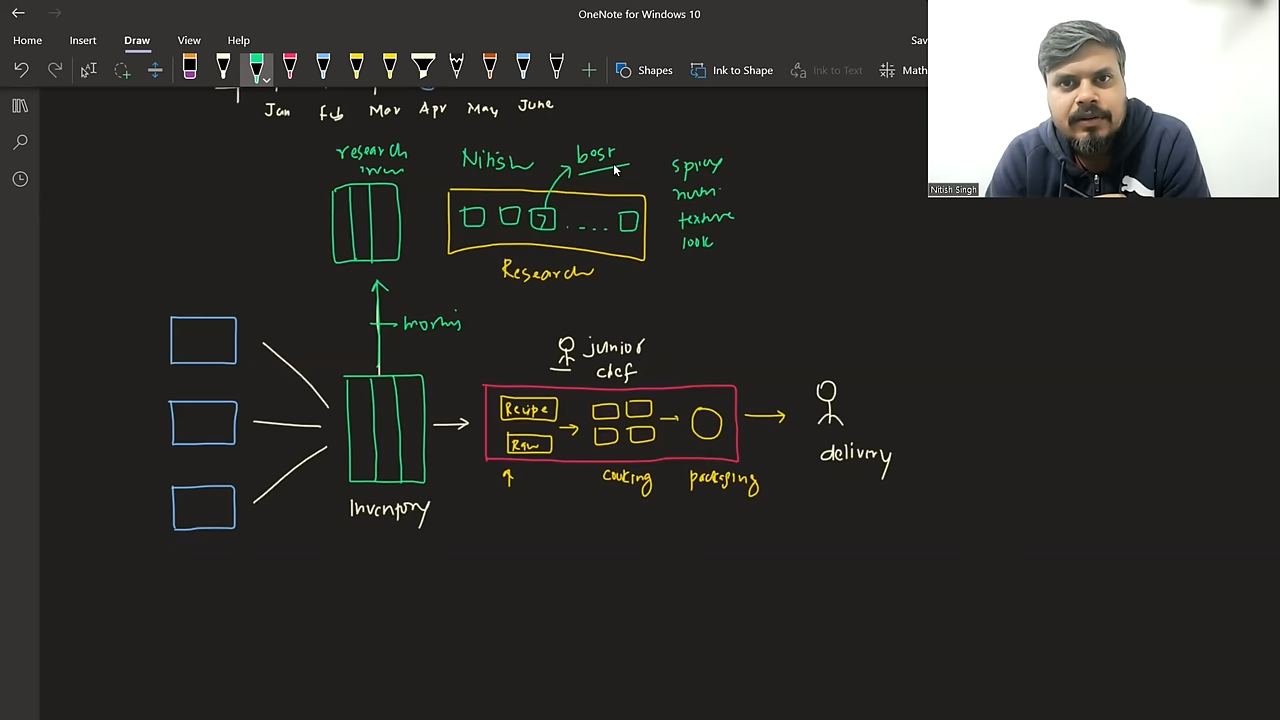 OneNote for Windows 10
Home Insert Draw View Help
Shapes Ink to Shape Ink to Text Math
Jan Feb Mar Apr May June
Nitish Singh
research
Nitish
best
spicy
texture
look
Research
junior
chef
Recipe
Raw
cooking
packaging
Inventory
delivery